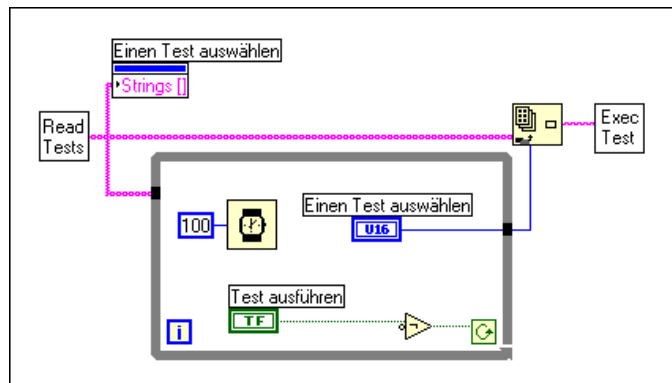 Einen Test auswählen
Strings []
Read
Tests
Exec
Test
Einen Test auswählen
100
U16
Test ausführen
TF
i